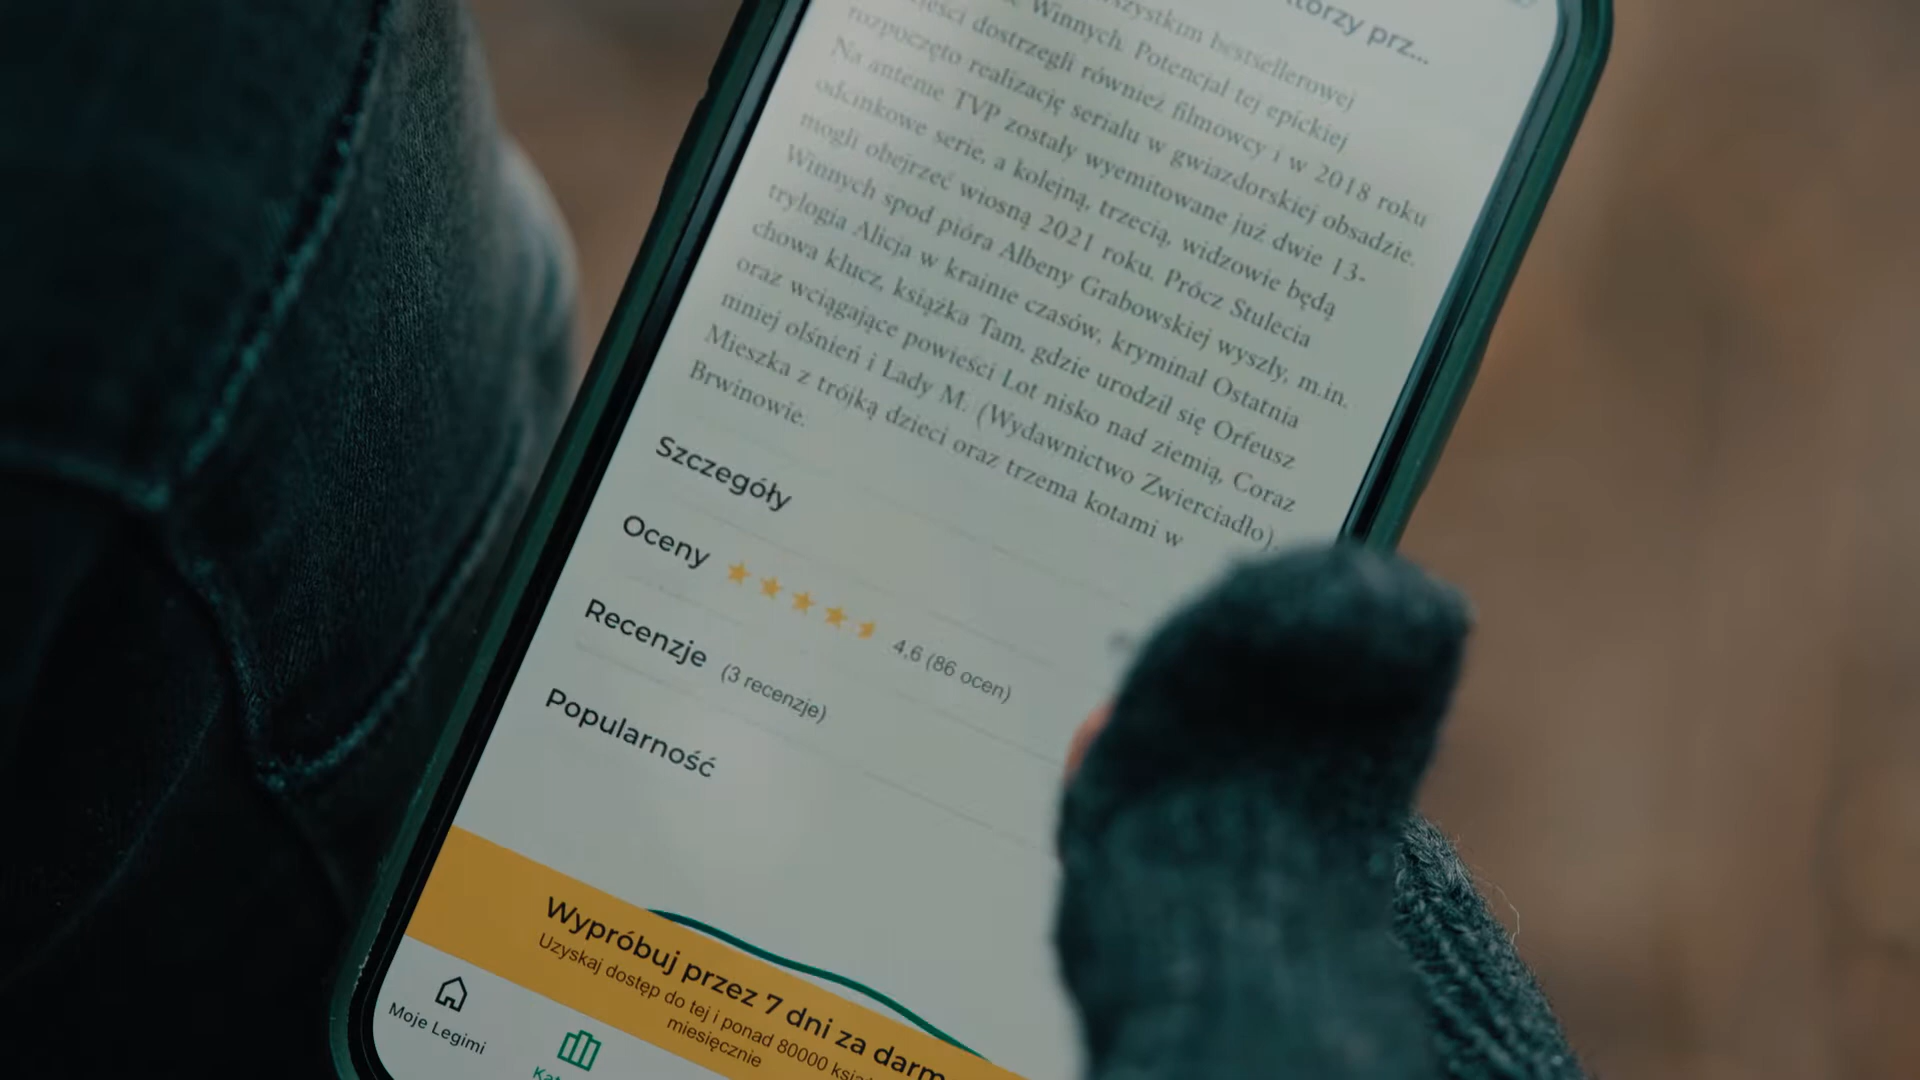 którzy prz...
wszystkim bestsellerowej
Winnych. Potencjał tej epickiej
dostrzegli również filmowcy i w 2018 roku
rozpoczęto realizację serialu w gwiazdorskiej obsadzie.
Na antenie TVP zostały wyemitowane już dwie 13-
odcinkowe serie, a kolejną, trzecią, widzowie będą
mogli obejrzeć wiosną 2021 roku. Prócz Stulecia
Winnych spod pióra Ałbeny Grabowskiej wyszły, m.in.
trylogia Alicja w krainie czasów, kryminał Ostatnia
chowa klucz, książka Tam, gdzie urodził się Orfeusz
oraz wciągające powieści Lot nisko nad ziemią, Coraz
mniej olśnień i Lady M. (Wydawnictwo Zwierciadło).
Mieszka z trójką dzieci oraz trzema kotami w
Brwinowie.
Szczegóły
Oceny 4,6 (86 ocen)
Recenzje (3 recenzje)
Popularność
Wypróbuj przez 7 dni za darm
Uzyskaj dostęp do tej i ponad 80000 książ
miesięcznie
Moje Legimi
Kat